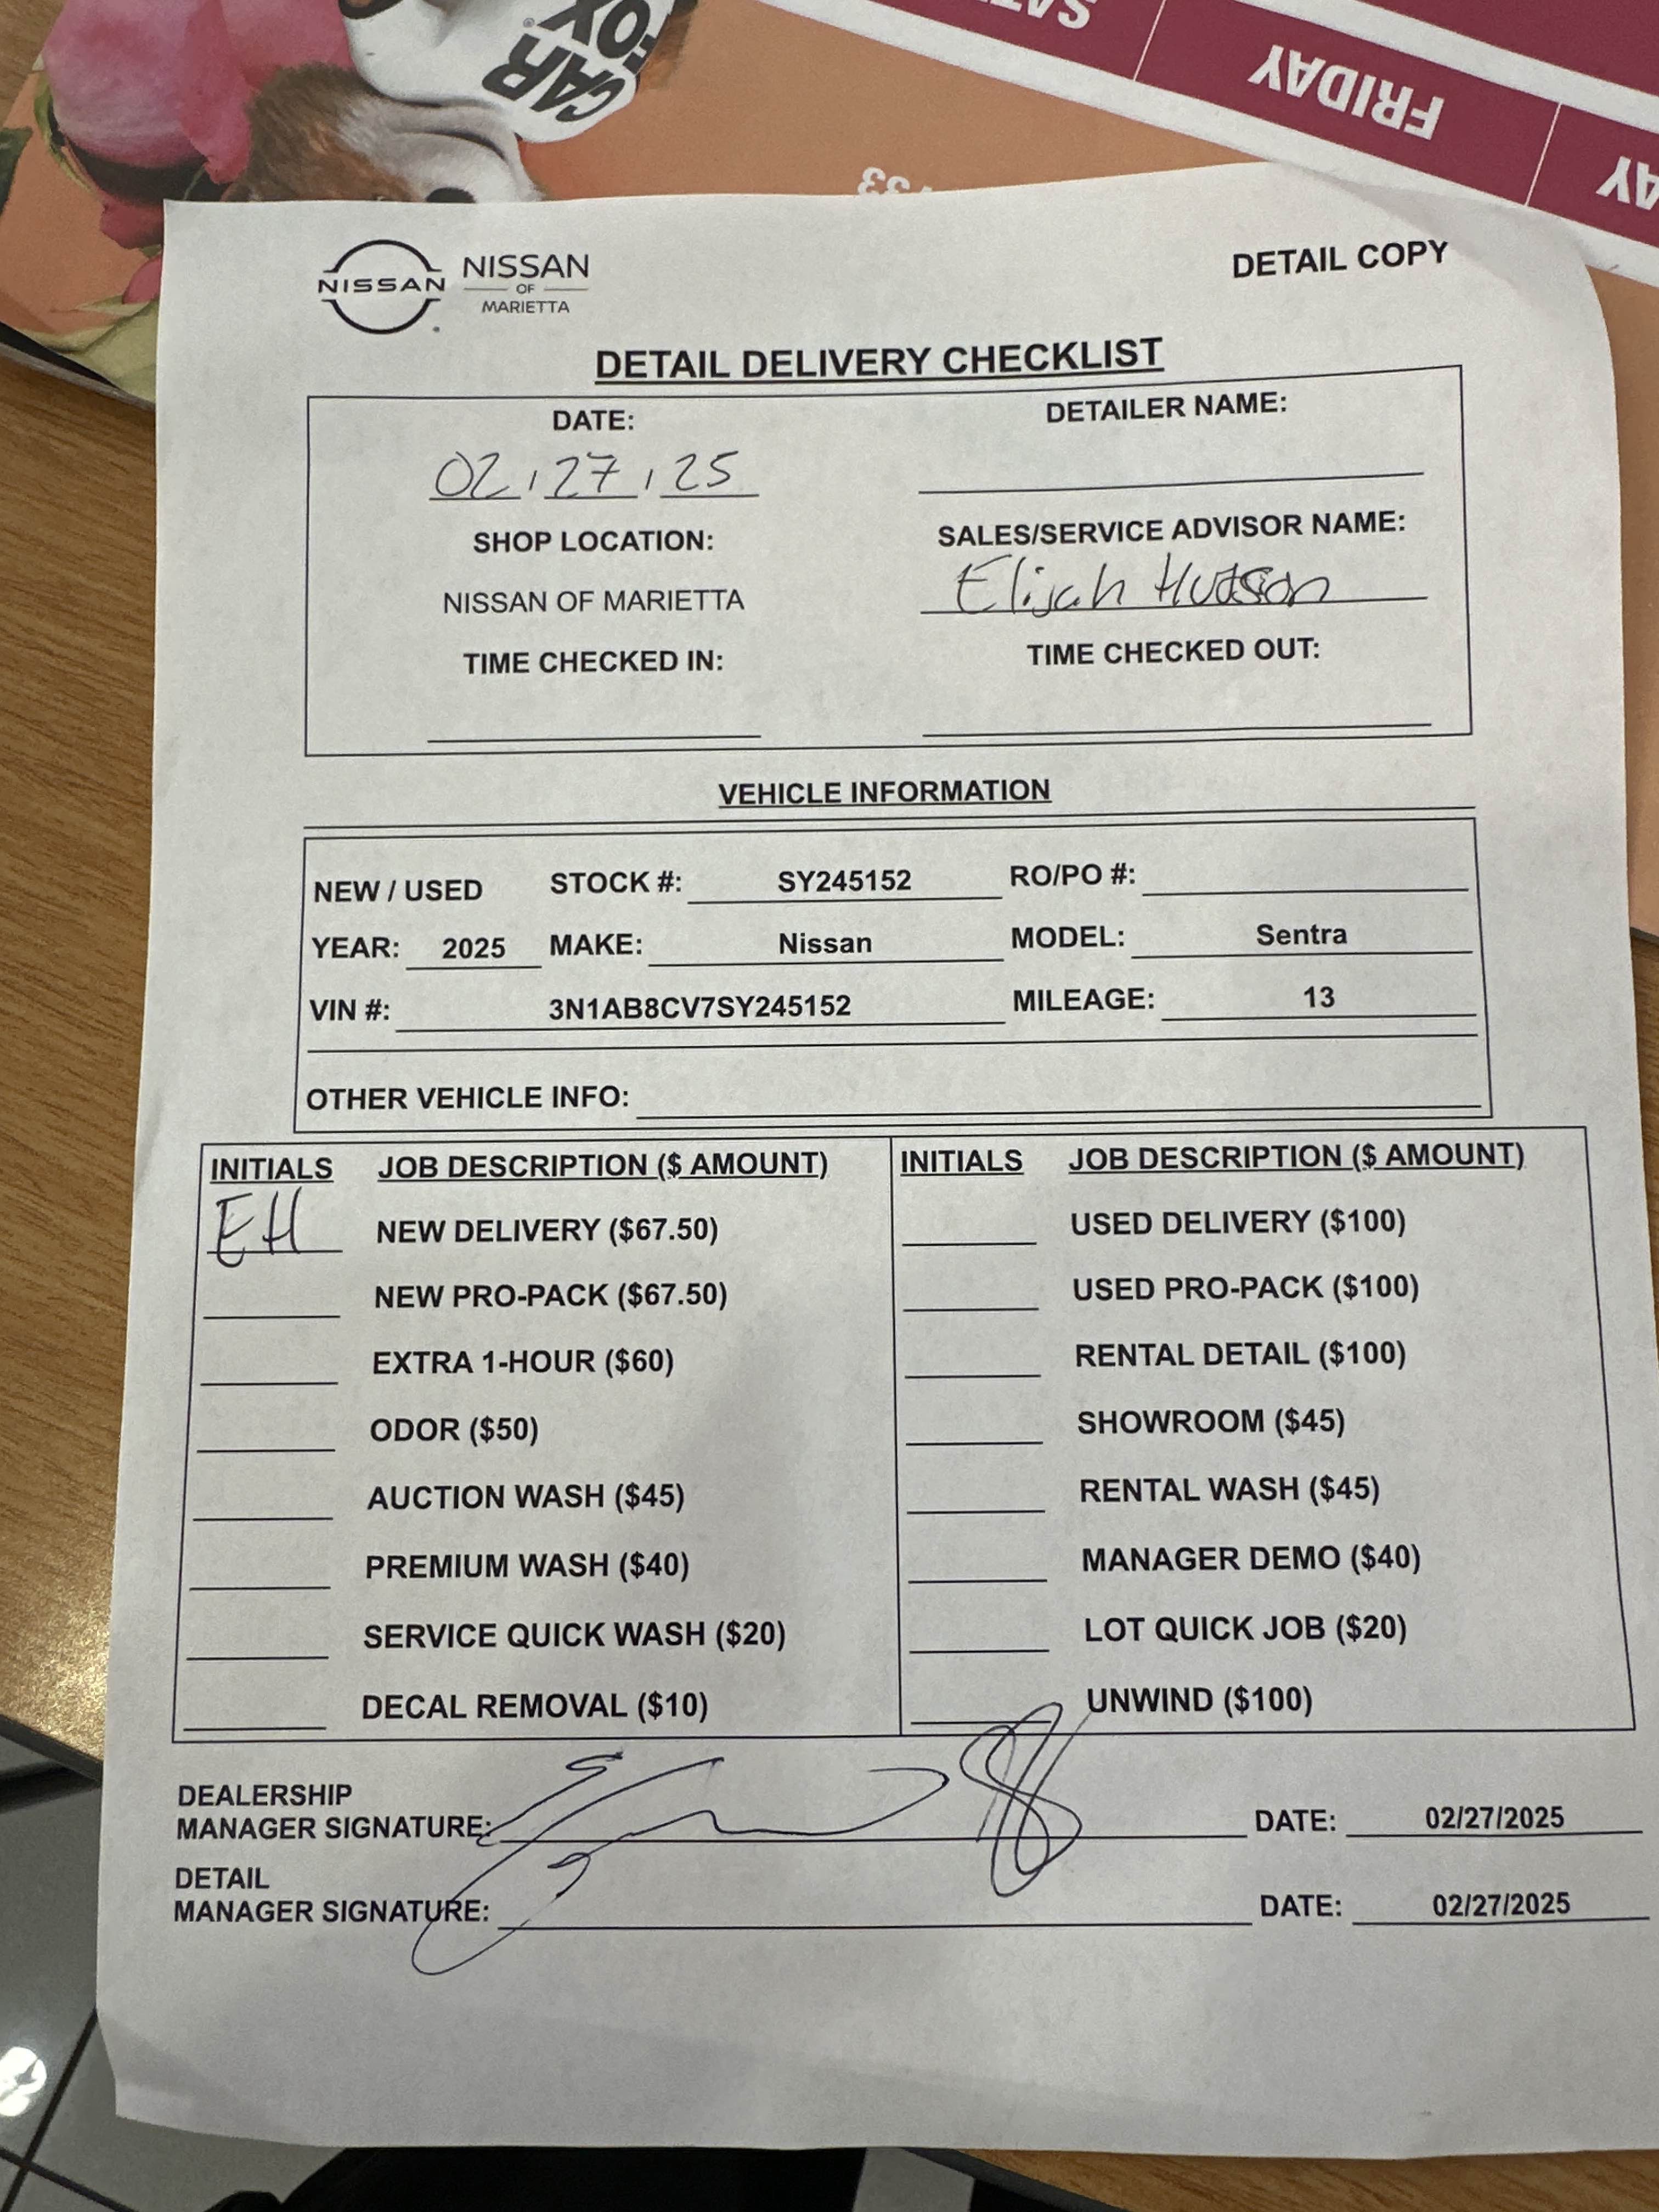 CAR
FOX
SAT
FRIDAY
AY
NISSAN
NISSAN
OF
MARIETTA
DETAIL COPY
DETAIL DELIVERY CHECKLIST
DATE: DETAILER NAME:
02/27/25
SHOP LOCATION: SALES/SERVICE ADVISOR NAME:
NISSAN OF MARIETTA Elijah Hutson
TIME CHECKED IN: TIME CHECKED OUT:
VEHICLE INFORMATION
NEW / USED STOCK #: SY245152 RO/PO #:
YEAR: 2025 MAKE: Nissan MODEL: Sentra
VIN #: 3N1AB8CV7SY245152 MILEAGE: 13
OTHER VEHICLE INFO:
INITIALS JOB DESCRIPTION ($ AMOUNT) INITIALS JOB DESCRIPTION ($ AMOUNT)
EH NEW DELIVERY ($67.50) USED DELIVERY ($100)
NEW PRO-PACK ($67.50) USED PRO-PACK ($100)
EXTRA 1-HOUR ($60) RENTAL DETAIL ($100)
ODOR ($50) SHOWROOM ($45)
AUCTION WASH ($45) RENTAL WASH ($45)
PREMIUM WASH ($40) MANAGER DEMO ($40)
SERVICE QUICK WASH ($20) LOT QUICK JOB ($20)
DECAL REMOVAL ($10) UNWIND ($100)
DEALERSHIP
MANAGER SIGNATURE: DATE: 02/27/2025
DETAIL
MANAGER SIGNATURE: DATE: 02/27/2025